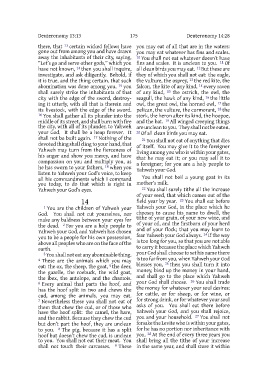 Deuteronomy 13:13 175 Deuteronomy 14:28
there, that 13 certain wicked fellows have
gone out from among you and have drawn
away the inhabitants of their city, saying,
"Let's go and serve other gods," which you
have not known, 14 then you shall inquire,
investigate, and ask diligently. Behold, if
it is true, and the thing certain, that such
abomination was done among you, 15 you
shall surely strike the inhabitants of that
city with the edge of the sword, destroy-
ing it utterly, with all that is therein and
its livestock, with the edge of the sword.
16 You shall gather all its plunder into the
middle of its street, and shall burn with fire
the city, with all of its plunder, to Yahweh
your God. It shall be a heap forever. It
shall not be built again. 17 Nothing of the
devoted thing shall cling to your hand, that
Yahweh may turn from the fierceness of
his anger and show you mercy, and have
compassion on you and multiply you, as
he has sworn to your fathers, 18 when you
listen to Yahweh your God's voice, to keep
all his commandments which I command
you today, to do that which is right in
Yahweh your God's eyes.
14
1 You are the children of Yahweh your
God. You shall not cut yourselves, nor
make any baldness between your eyes for
the dead. 2 For you are a holy people to
Yahweh your God, and Yahweh has chosen
you to be a people for his own possession,
above all peoples who are on the face of the
earth.
3 You shall not eat any abominable thing.
4 These are the animals which you may
eat: the ox, the sheep, the goat, 5 the deer,
the gazelle, the roebuck, the wild goat,
the ibex, the antelope, and the chamois.
6 Every animal that parts the hoof, and
has the hoof split in two and chews the
cud, among the animals, you may eat.
7 Nevertheless these you shall not eat of
them that chew the cud, or of those who
have the hoof split: the camel, the hare,
and the rabbit. Because they chew the cud
but don't part the hoof, they are unclean
to you. 8 The pig, because it has a split
hoof but doesn't chew the cud, is unclean
to you. You shall not eat their meat. You
shall not touch their carcasses. 9 These
you may eat of all that are in the waters:
you may eat whatever has fins and scales.
10 You shall not eat whatever doesn't have
fins and scales. It is unclean to you. 11 Of
all clean birds you may eat. 12 But these are
they of which you shall not eat: the eagle,
the vulture, the osprey, 13 the red kite, the
falcon, the kite of any kind, 14 every raven
of any kind, 15 the ostrich, the owl, the
seagull, the hawk of any kind, 16 the little
owl, the great owl, the horned owl, 17 the
pelican, the vulture, the cormorant, 18 the
stork, the heron after its kind, the hoopoe,
and the bat. 19 All winged creeping things
are unclean to you. They shall not be eaten.
20 Of all clean birds you may eat.
21 You shall not eat of anything that dies
of itself. You may give it to the foreigner
living among you who is within your gates,
that he may eat it; or you may sell it to
a foreigner; for you are a holy people to
Yahweh your God.
You shall not boil a young goat in its
mother's milk.
22 You shall surely tithe all the increase
of your seed, that which comes out of the
field year by year. 23 You shall eat before
Yahweh your God, in the place which he
chooses to cause his name to dwell, the
tithe of your grain, of your new wine, and
of your oil, and the firstborn of your herd
and of your flock; that you may learn to
fear Yahweh your God always. 24 If the way
is too long for you, so that you are not able
to carry it because the place which Yahweh
your God shall choose to set his name there
is too far from you, when Yahweh your God
blesses you, 25 then you shall turn it into
money, bind up the money in your hand,
and shall go to the place which Yahweh
your God shall choose. 26 You shall trade
the money for whatever your soul desires:
for cattle, or for sheep, or for wine, or
for strong drink, or for whatever your soul
asks of you. You shall eat there before
Yahweh your God, and you shall rejoice,
you and your household. 27 You shall not
forsake the Levite who is within your gates,
for he has no portion nor inheritance with
you. 28 At the end of every three years you
shall bring all the tithe of your increase
in the same year, and shall store it within